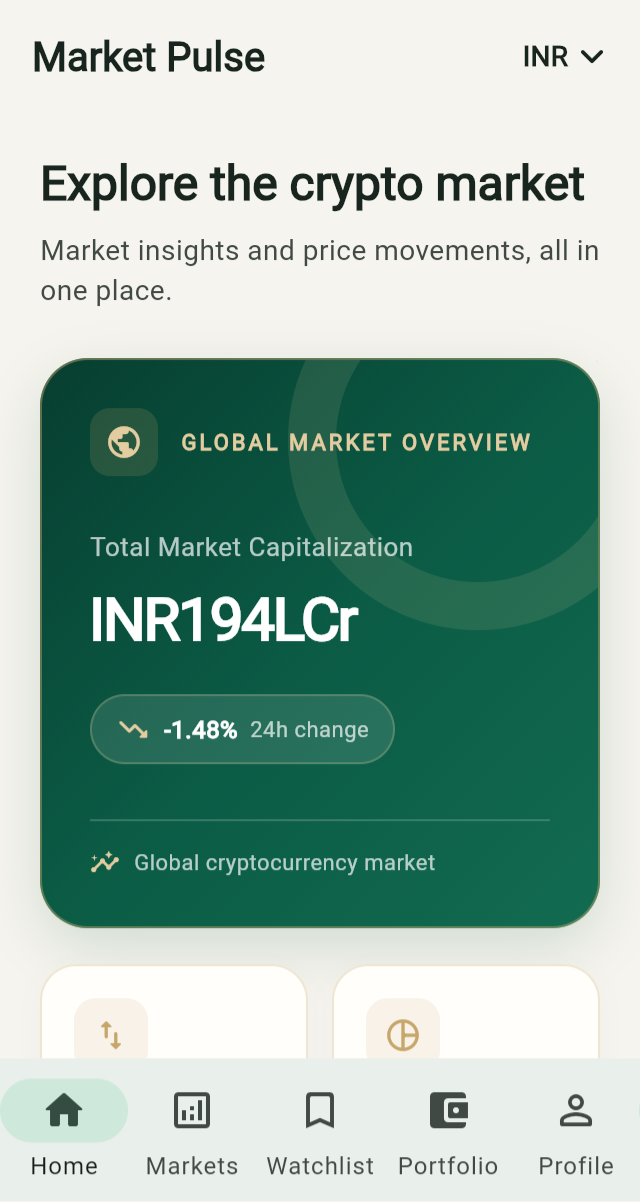 Market Pulse
INR
Explore the crypto market
Market insights and price movements, all in
one place.
GLOBAL MARKET OVERVIEW
Total Market Capitalization
INR194LCr
-1.48% 24h change
Global cryptocurrency market
Home Markets Watchlist Portfolio Profile